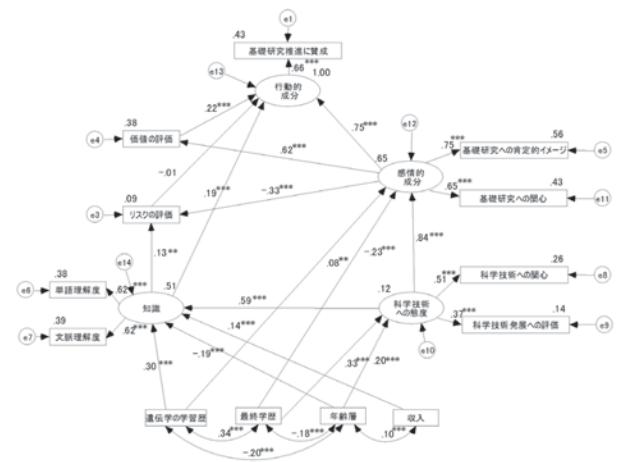 e1
.43
基礎研究推進に賛成
e13
.66*** 1.00
行動的
成分
.38
.22***
e4
価値の評価
.75***
e12
.62***
.65
.75***
.56
基礎研究への肯定的イメージ
e5
-.01
感情的
成分
.09
.19***
-.33***
.65***
.43
e3
リスクの評価
基礎研究への関心
e11
.13**
.08**
-.23***
.84***
e14
.38
.51
.26
e6
単語理解度
.62***
.59***
.12
.51***
科学技術への関心
e8
知識
科学技術
への態度
.39
.14
e7
文脈理解度
.62***
.14***
.37***
科学技術発展への評価
e9
e10
-.19***
.30***
.33***
.20***
遺伝学の学習歴
最終学歴
年齢層
収入
.34***
-.18***
.10***
-.20***